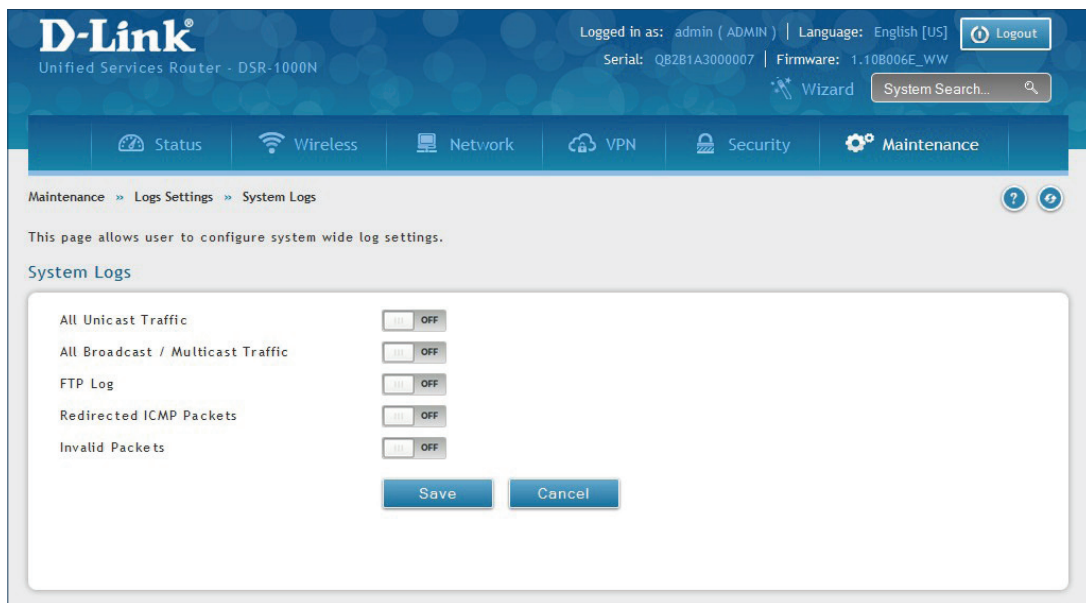 D-Link
Unified Services Router - DSR-1000N
Logged in as: admin ( ADMIN ) | Language: English [US]
Logout
Serial: QB2B1A3000007 | Firmware: 1.10B006E_WW
Wizard
System Search...
Status
Wireless
Network
VPN
Security
Maintenance
Maintenance » Logs Settings » System Logs
This page allows user to configure system wide log settings.
System Logs
All Unicast Traffic OFF
All Broadcast / Multicast Traffic OFF
FTP Log OFF
Redirected ICMP Packets OFF
Invalid Packets OFF
Save
Cancel